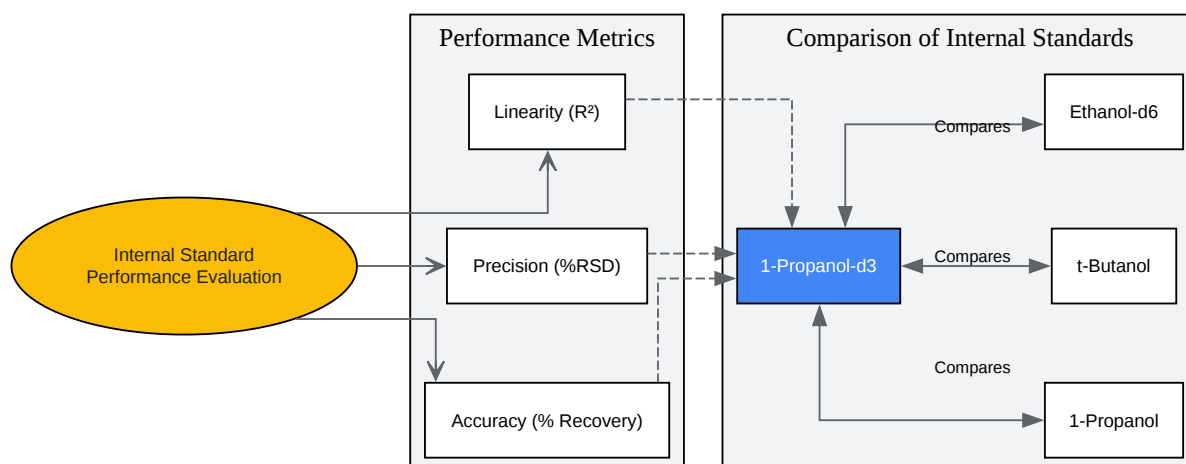 Performance Metrics
Comparison of Internal Standards
Linearity (R²)
Ethanol-d6
Compares
Internal Standard
Performance Evaluation
Precision (%RSD)
1-Propanol-d3
Compares
t-Butanol
Compares
Accuracy (% Recovery)
1-Propanol